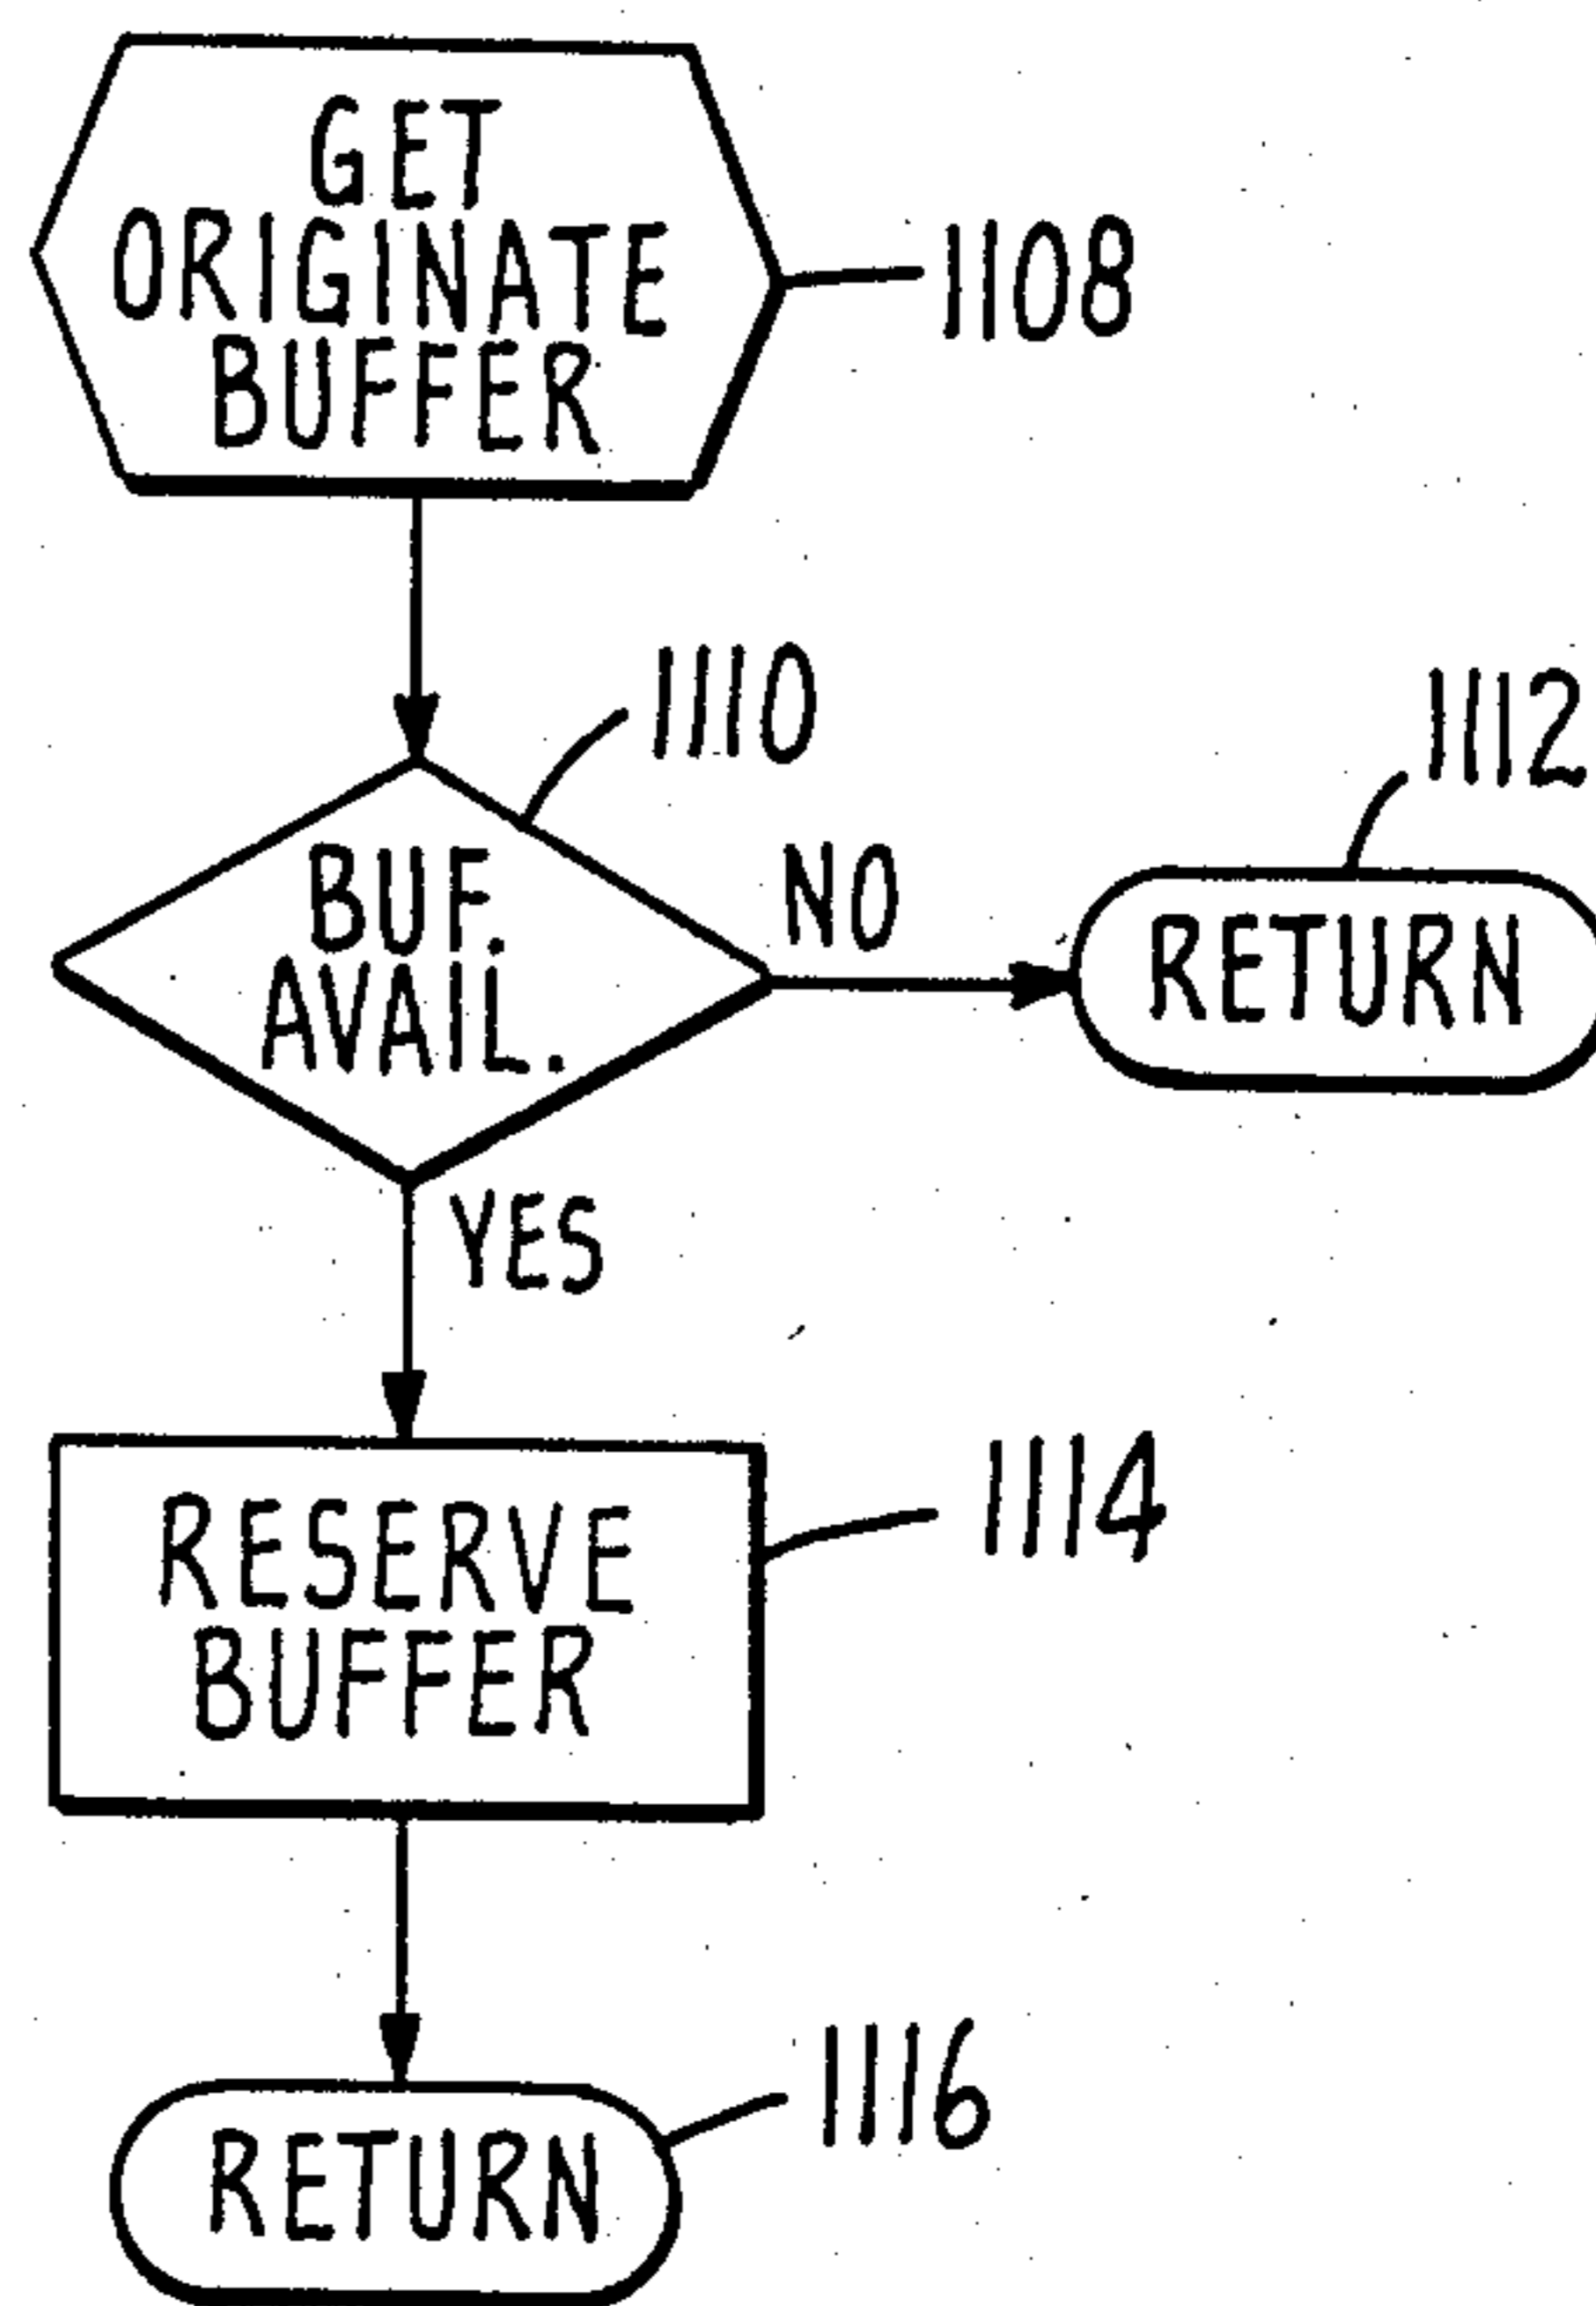 GET
ORIGINATE
BUFFER
1108
1110
1112
BUF.
AVAIL.
NO
RETURN
YES
RESERVE
BUFFER
1114
1116
RETURN